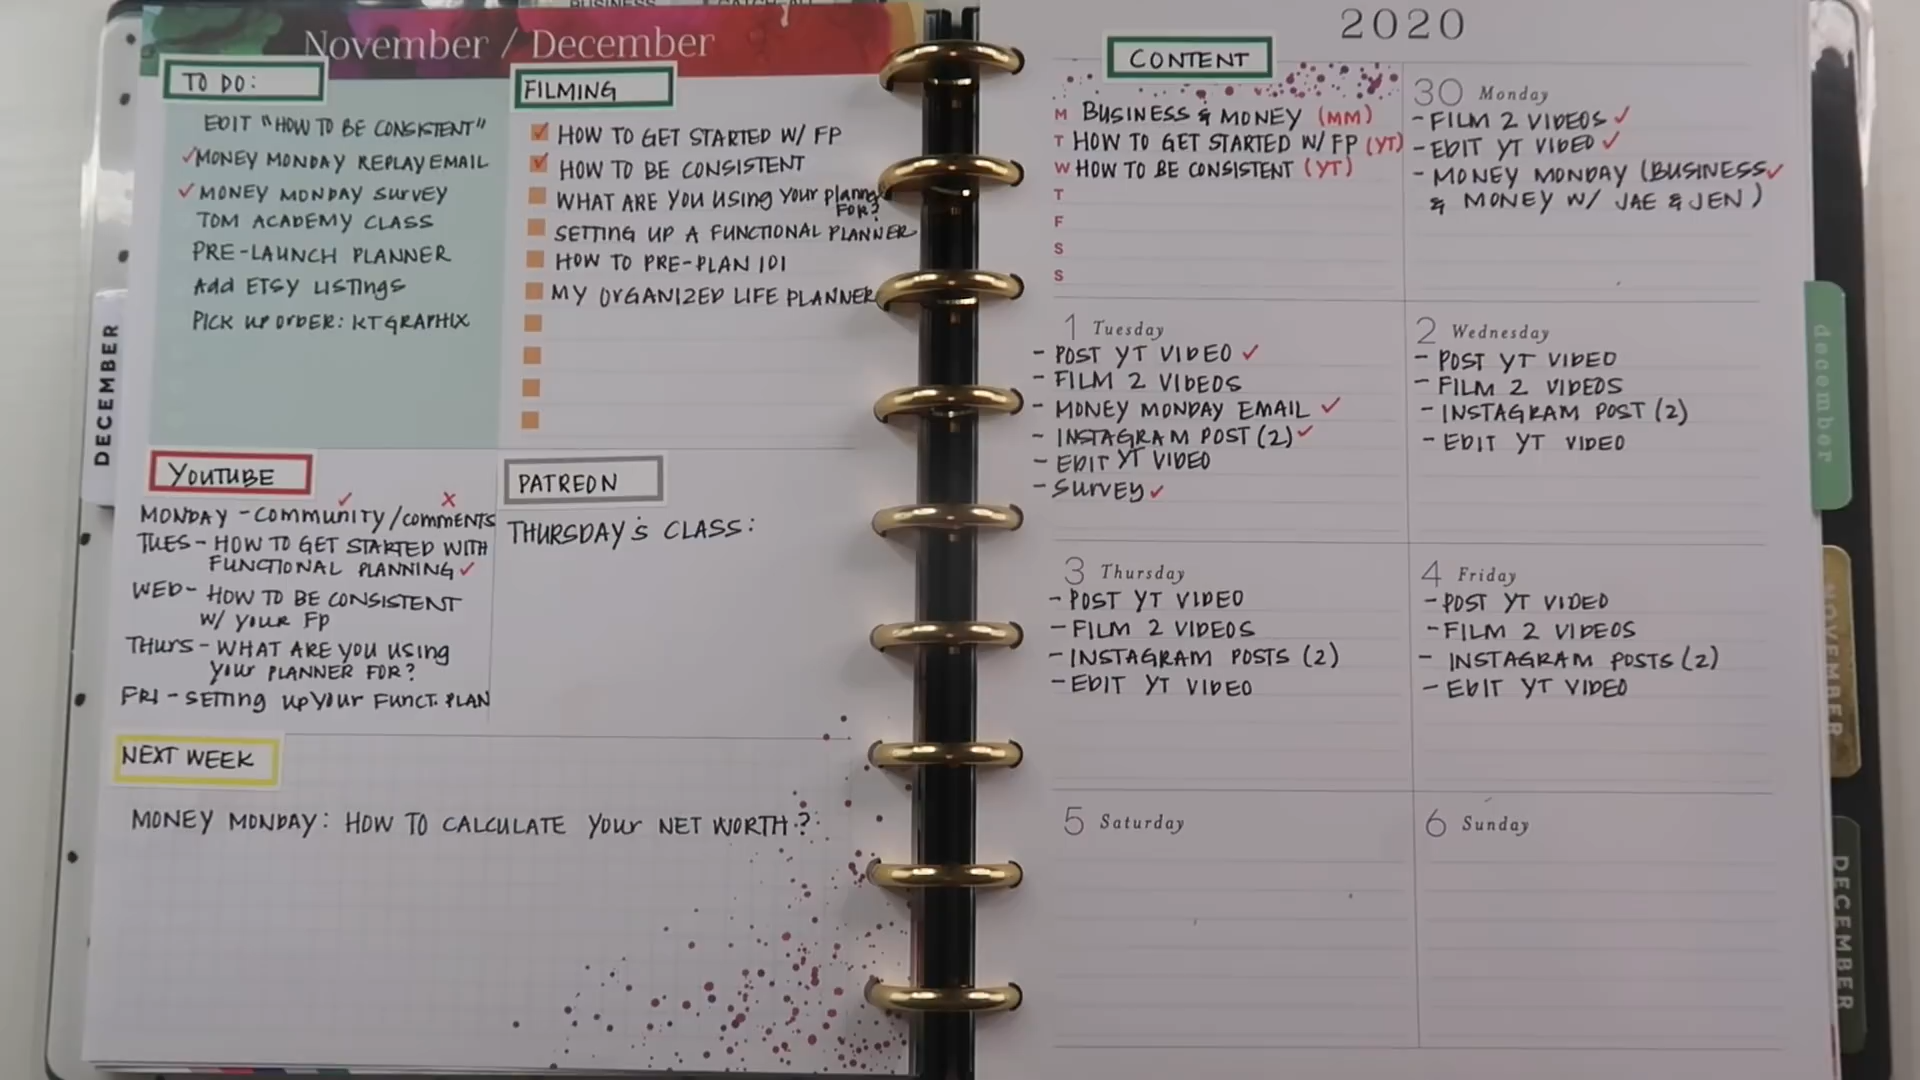 November / December
TO DO:
EDIT "HOW TO BE CONSISTENT"
✓MONEY MONDAY REPLAY EMAIL
✓ MONEY MONDAY SURVEY
TOM ACADEMY CLASS
PRE-LAUNCH PLANNER
Add ETSY LISTINGS
PICK UP ORDER: KT GRAPHIX
FILMING
HOW TO GET STARTED W/ FP
HOW TO BE CONSISTENT
WHAT ARE YOU USING YOUR planner
FOR?
SETTING UP A FUNCTIONAL PLANNER
HOW TO PRE-PLAN 101
MY ORGANIZED LIFE PLANNER
DECEMBER
YOUTUBE
✓ x
MONDAY - COMMUNITY / COMMENTS
TUES - HOW TO GET STARTED WITH
FUNCTIONAL PLANNING ✓
WED - HOW TO BE CONSISTENT
W/ YOUR FP
THURS - WHAT ARE YOU USING
YOUR PLANNER FOR?
FRI - SETTING UP YOUR FUNCT. PLAN
PATREON
THURSDAY'S CLASS:
NEXT WEEK
MONEY MONDAY: HOW TO CALCULATE YOUR NET WORTH?
2020
CONTENT
M BUSINESS & MONEY (MM)
T HOW TO GET STARTED W/ FP (YT)
W HOW TO BE CONSISTENT (YT)
T
F
S
S
30 Monday
- FILM 2 VIDEOS ✓
- EDIT YT VIDEO ✓
- MONEY MONDAY (BUSINESS ✓
& MONEY W/ JAE & JEN)
1 Tuesday
- POST YT VIDEO ✓
- FILM 2 VIDEOS
- MONEY MONDAY EMAIL ✓
- INSTAGRAM POST (2) ✓
- EDIT YT VIDEO
- SURVEY ✓
2 Wednesday
- POST YT VIDEO
- FILM 2 VIDEOS
- INSTAGRAM POST (2)
- EDIT YT VIDEO
3 Thursday
- POST YT VIDEO
- FILM 2 VIDEOS
- INSTAGRAM POSTS (2)
- EDIT YT VIDEO
4 Friday
- POST YT VIDEO
- FILM 2 VIDEOS
- INSTAGRAM POSTS (2)
- EDIT YT VIDEO
5 Saturday
6 Sunday
december
NOVEMBER
DECEMBER